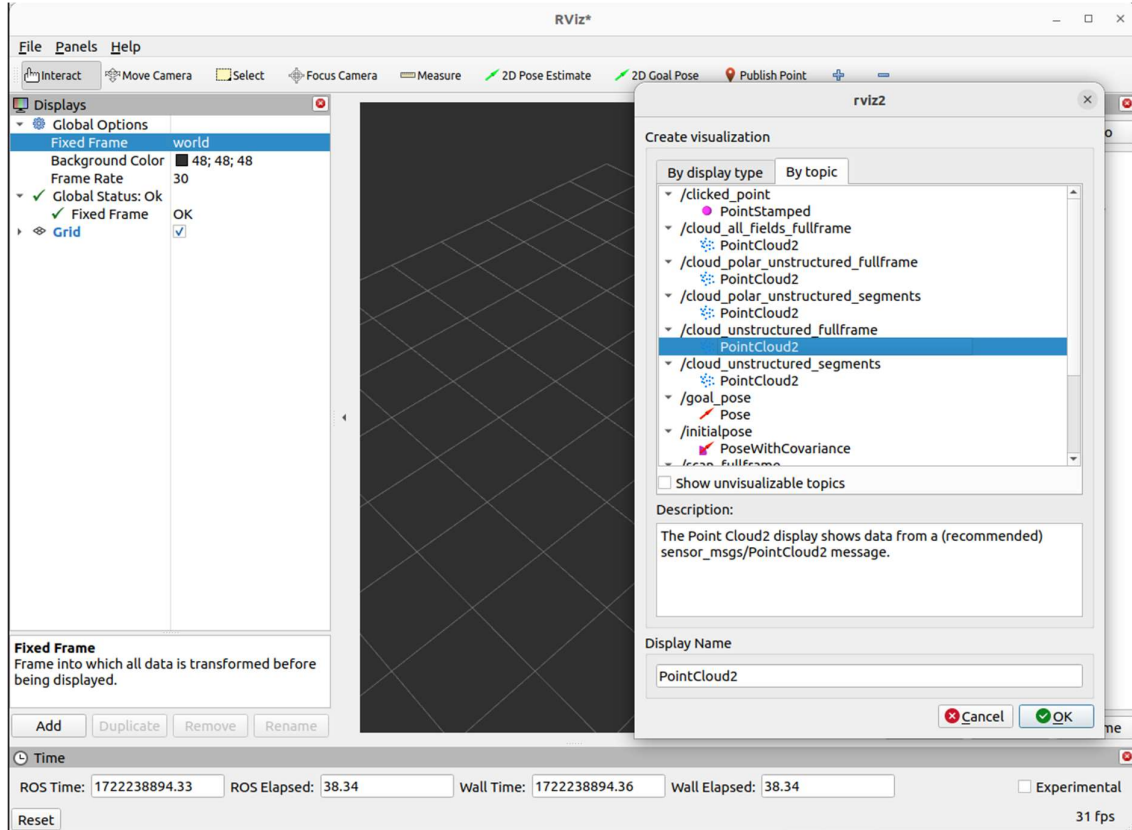 RViz*
File Panels Help
Interact Move Camera Select Focus Camera Measure 2D Pose Estimate 2D Goal Pose Publish Point
Displays
Global Options
Fixed Frame world
Background Color 48; 48; 48
Frame Rate 30
Global Status: Ok
Fixed Frame OK
Grid
Fixed Frame
Frame into which all data is transformed before
being displayed.
Add Duplicate Remove Rename
rviz2
Create visualization
By display type By topic
/clicked_point
PointStamped
/cloud_all_fields_fullframe
PointCloud2
/cloud_polar_unstructured_fullframe
PointCloud2
/cloud_polar_unstructured_segments
PointCloud2
/cloud_unstructured_fullframe
PointCloud2
/cloud_unstructured_segments
PointCloud2
/goal_pose
Pose
/initialpose
PoseWithCovariance
/scan_fullframe
Show unvisualizable topics
Description:
The Point Cloud2 display shows data from a (recommended)
sensor_msgs/PointCloud2 message.
Display Name
PointCloud2
Cancel OK
Time
ROS Time: 1722238894.33 ROS Elapsed: 38.34 Wall Time: 1722238894.36 Wall Elapsed: 38.34 Experimental
Reset 31 fps